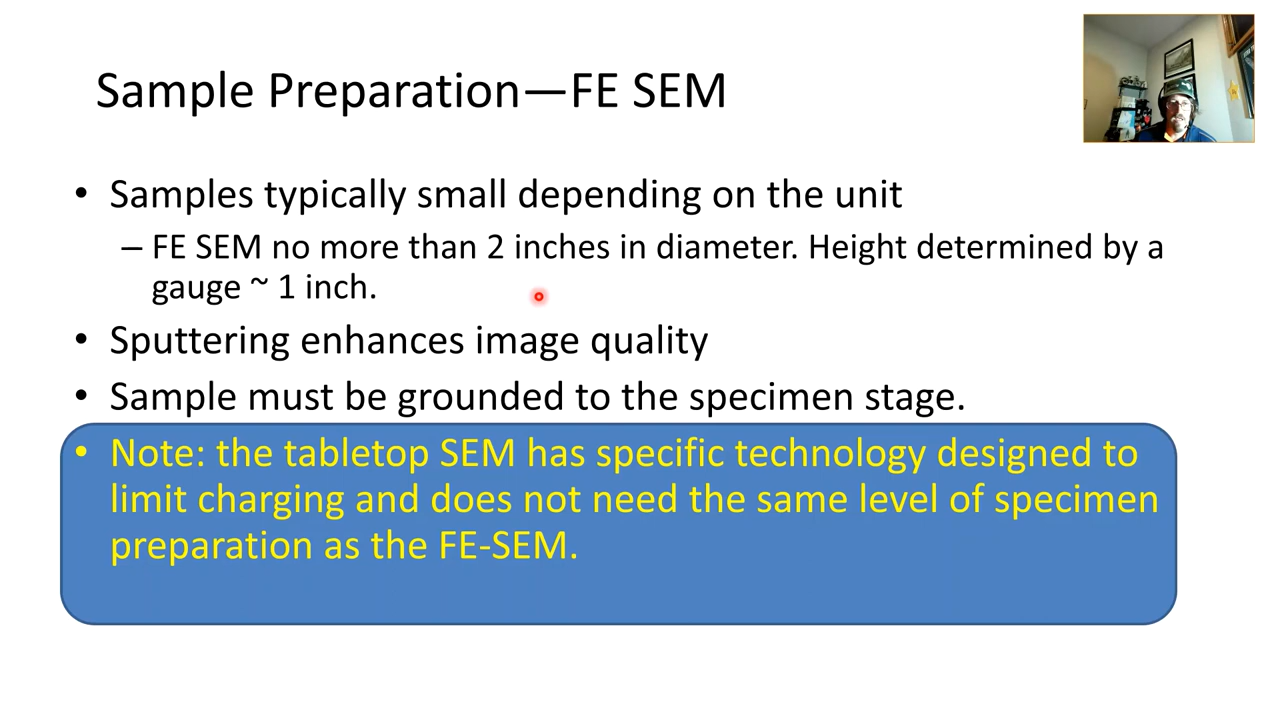 Sample Preparation—FE SEM
• Samples typically small depending on the unit
– FE SEM no more than 2 inches in diameter. Height determined by a
gauge ~ 1 inch.
• Sputtering enhances image quality
• Sample must be grounded to the specimen stage.
• Note: the tabletop SEM has specific technology designed to
limit charging and does not need the same level of specimen
preparation as the FE-SEM.